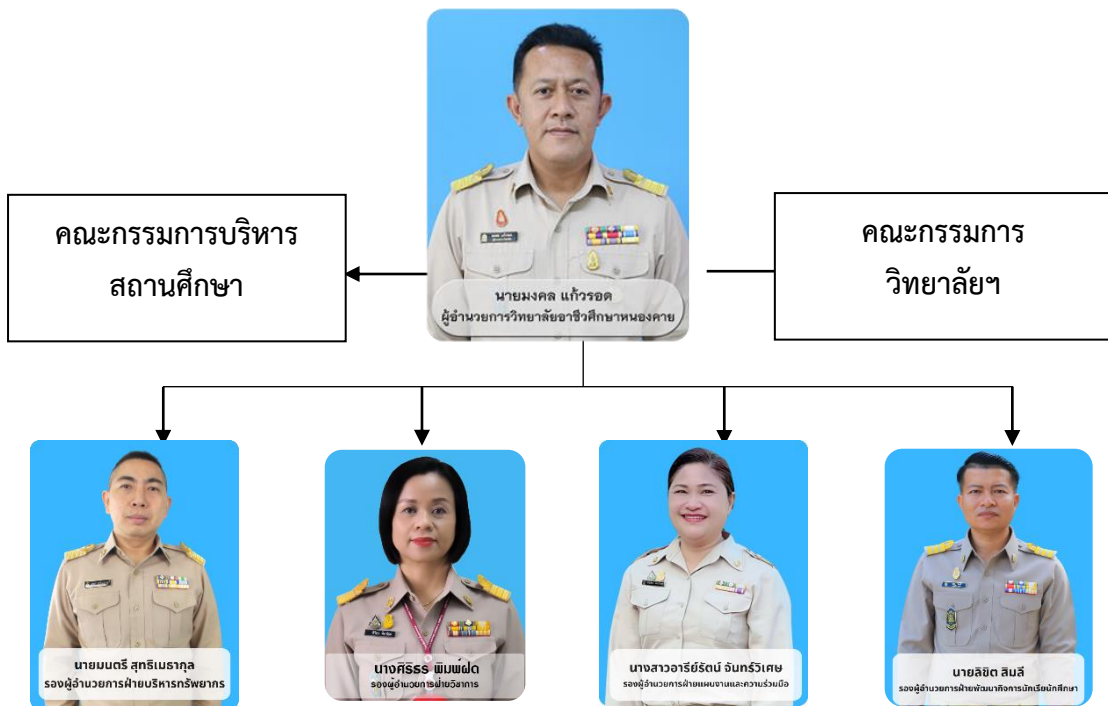 คณะกรรมการบริหาร
สถานศึกษา
นายมงคล แก้วรอด
ผู้อำนวยการวิทยาลัยอาชีวศึกษาหนองคาย
คณะกรรมการ
วิทยาลัยฯ
นายมนตรี สุทธิเมธากุล
รองผู้อำนวยการฝ่ายบริหารทรัพยากร
นางศิริธร พิมพ์ฝด
รองผู้อำนวยการฝ่ายวิชาการ
นางสาวอารีย์รัตน์ จันทร์วิเศษ
รองผู้อำนวยการฝ่ายแผนงานและความร่วมมือ
นายลิขิต สิมลี
รองผู้อำนวยการฝ่ายพัฒนากิจการนักเรียนักศึกษา